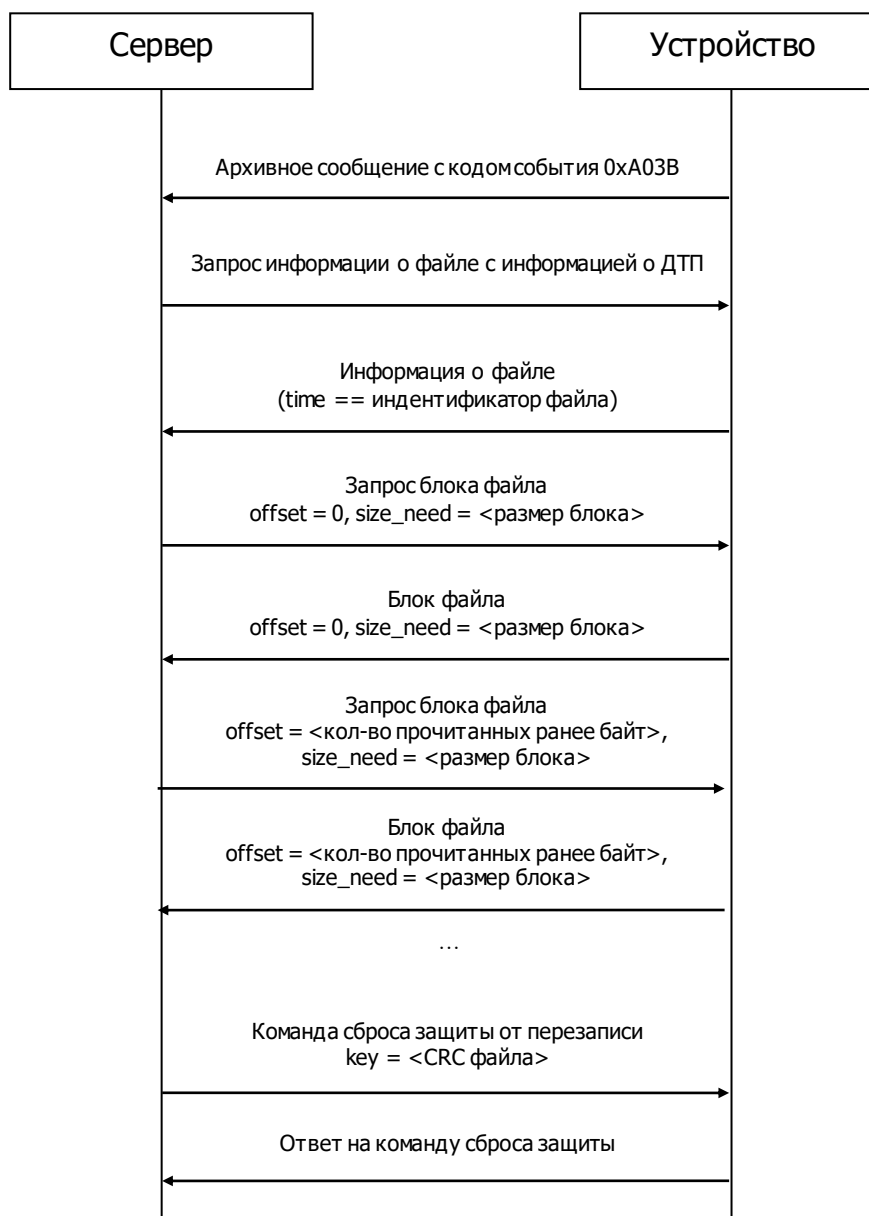 Сервер
Устройство
Архивное сообщение с кодом события 0xA03B
Запрос информации о файле с информацией о ДТП
Информация о файле
(time == индентификатор файла)
Запрос блока файла
offset = 0, size_need = <размер блока>
Блок файла
offset = 0, size_need = <размер блока>
Запрос блока файла
offset = <кол-во прочитанных ранее байт>,
size_need = <размер блока>
Блок файла
offset = <кол-во прочитанных ранее байт>,
size_need = <размер блока>
...
Команда сброса защиты от перезаписи
key = <CRC файла>
Ответ на команду сброса защиты